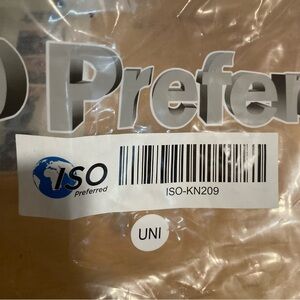 Prefer
ISO
Preferred
ISO-KN209
UNI